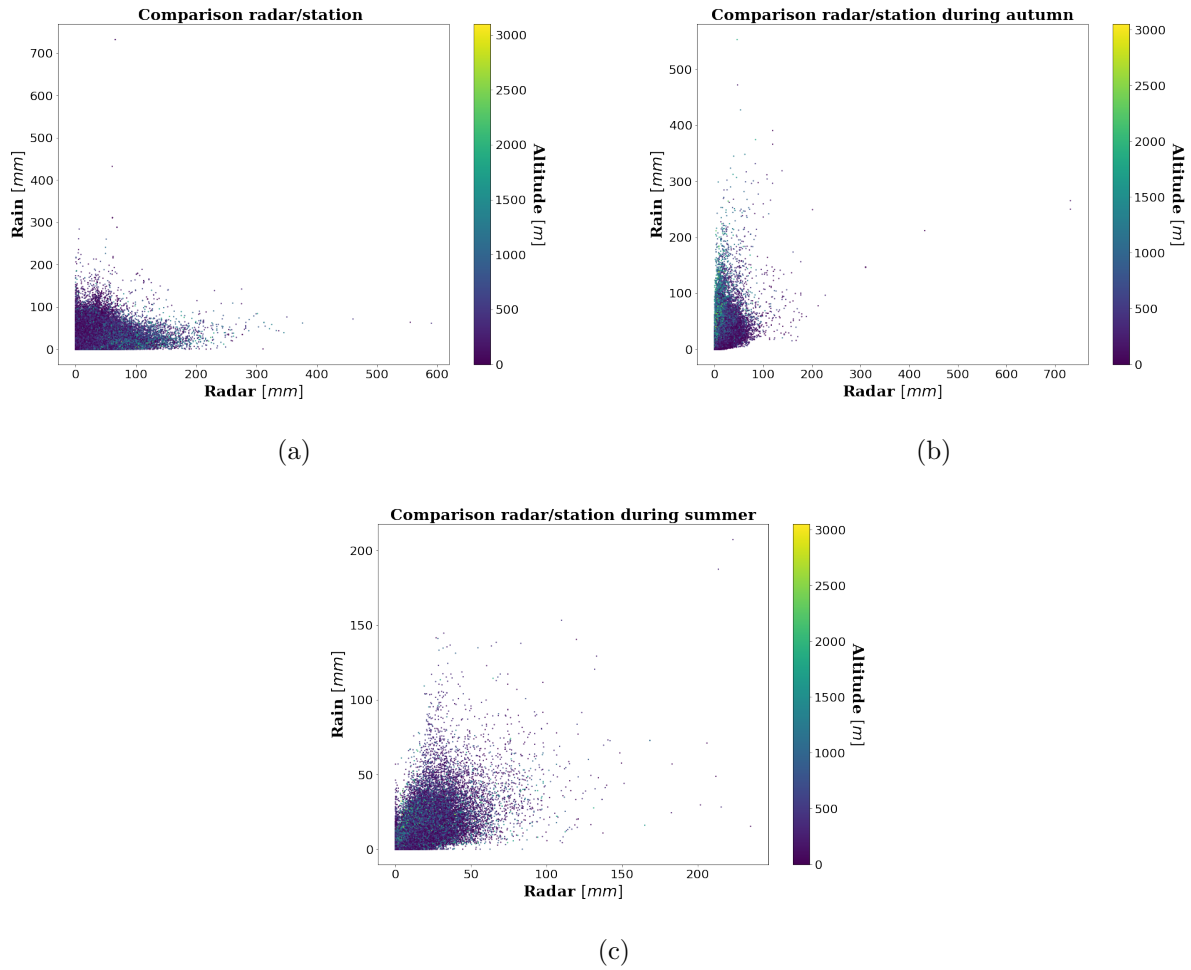 Comparison radar/station
700
600
500
400
300
200
100
0
Rain [mm]
0 100 200 300 400 500 600
Radar [mm]
3000
2500
2000
1500
1000
500
0
Altitude [m]
(a)
Comparison radar/station during autumn
500
400
300
200
100
0
Rain [mm]
0 100 200 300 400 500 600 700
Radar [mm]
3000
2500
2000
1500
1000
500
0
Altitude [m]
(b)
Comparison radar/station during summer
200
150
100
50
0
Rain [mm]
0 50 100 150 200
Radar [mm]
3000
2500
2000
1500
1000
500
0
Altitude [m]
(c)